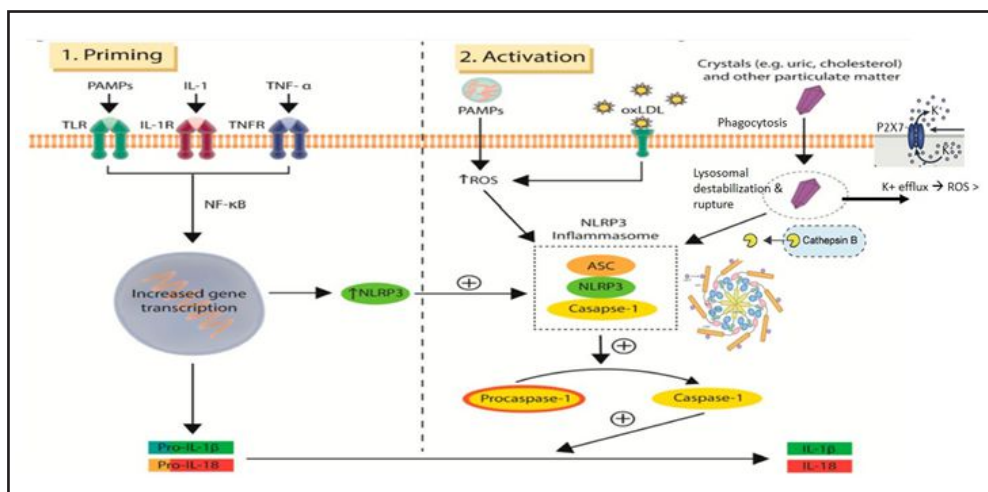 1. Priming
2. Activation
PAMPs
IL-1
TNF- α
TLR
IL-1R
TNFR
NF-κB
Increased gene
transcription
↑NLRP3
Pro-IL-1β
Pro-IL-18
PAMPs
oxLDL
↑ROS
Crystals (e.g. uric, cholesterol)
and other particulate matter
Phagocytosis
P2X7
K⁺
K⁺
Lysosomal
destabilization &
rupture
K+ efflux → ROS >
Cathepsin B
NLRP3
Inflammasome
ASC
NLRP3
Casapse-1
Procaspase-1
Caspase-1
IL-1β
IL-18